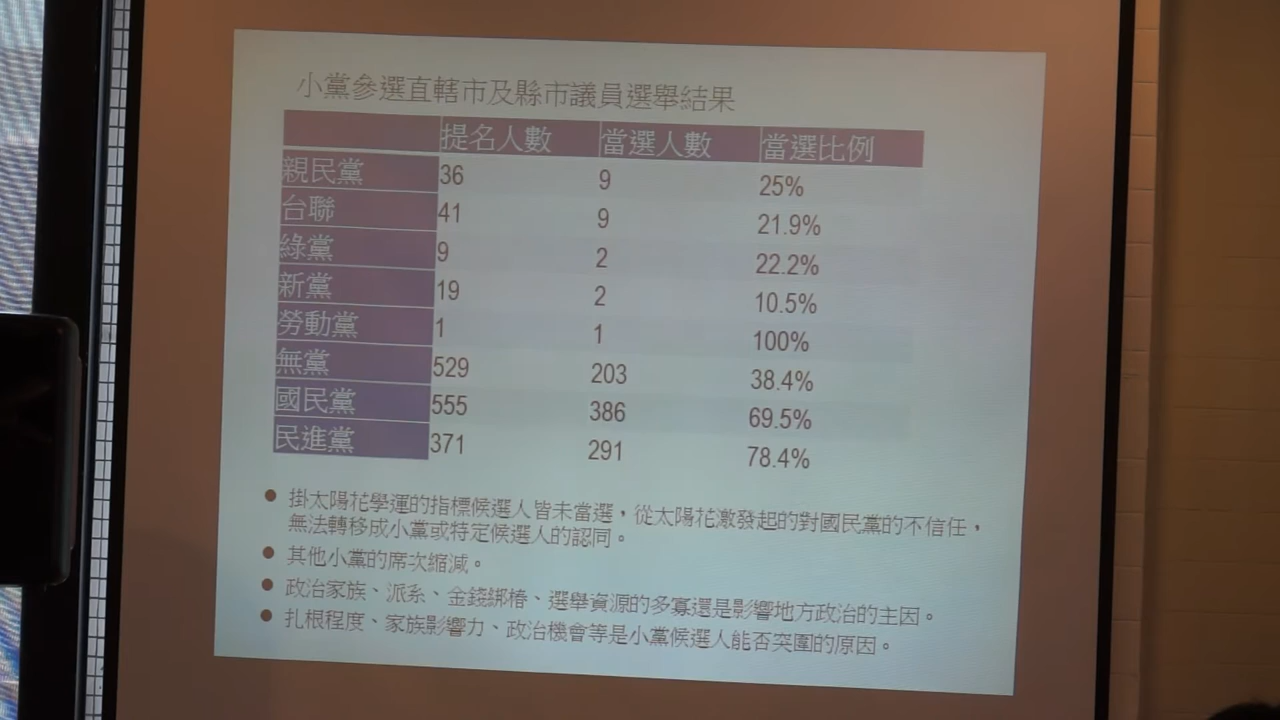 小黨參選直轄市及縣市議員選舉結果
提名人數 當選人數 當選比例
親民黨 36 9 25%
台聯 41 9 21.9%
綠黨 9 2 22.2%
新黨 19 2 10.5%
勞動黨 1 1 100%
無黨 529 203 38.4%
國民黨 555 386 69.5%
民進黨 371 291 78.4%
● 掛太陽花學運的指標候選人皆未當選，從太陽花激發起的對國民黨的不信任，
無法轉移成小黨或特定候選人的認同。
● 其他小黨的席次縮減。
● 政治家族、派系、金錢綁樁、選舉資源的多寡還是影響地方政治的主因。
● 扎根程度、家族影響力、政治機會等是小黨候選人能否突圍的原因。